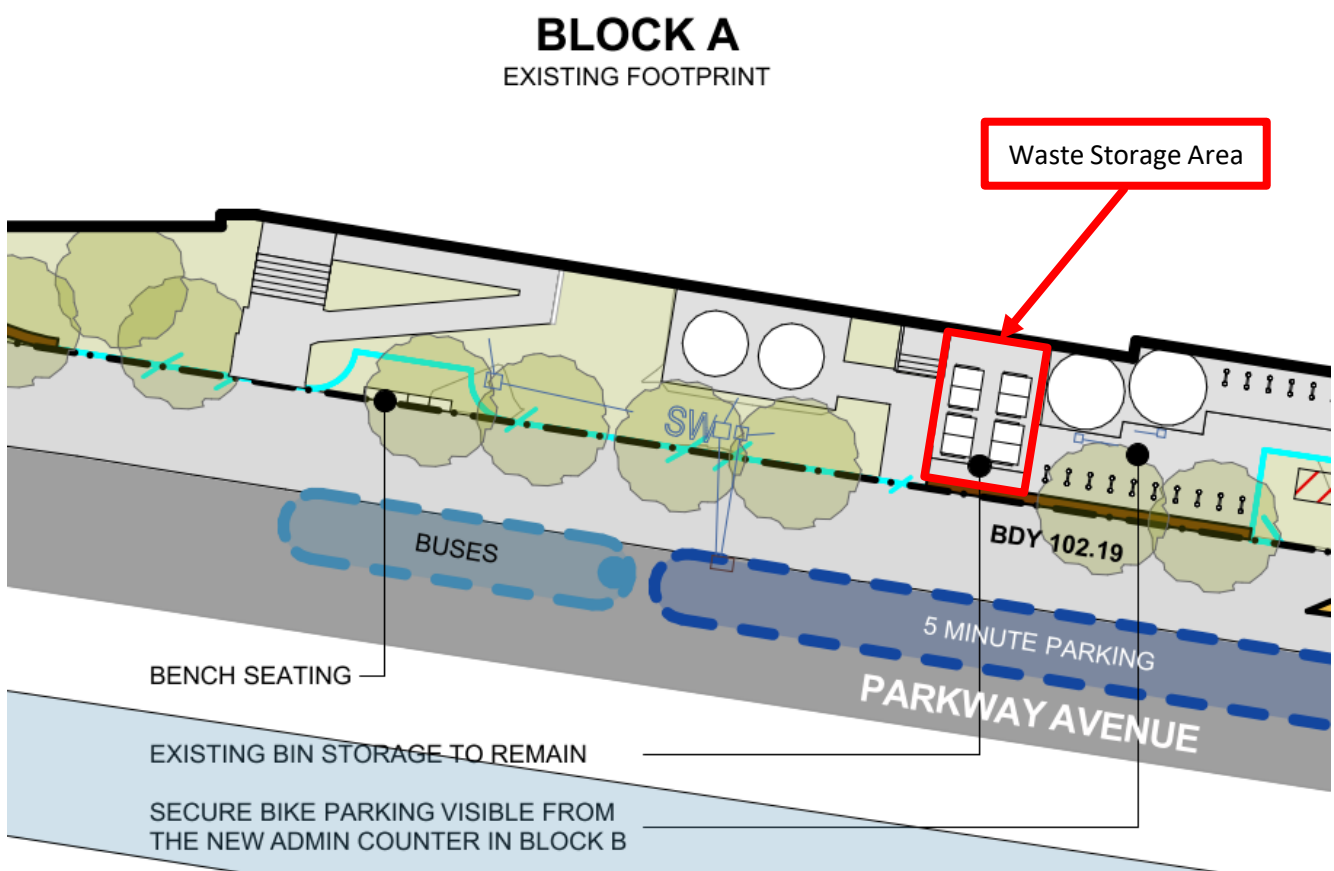 BLOCK A
EXISTING FOOTPRINT
Waste Storage Area
SW
BDY 102.19
BUSES
5 MINUTE PARKING
PARKWAY AVENUE
BENCH SEATING
EXISTING BIN STORAGE TO REMAIN
SECURE BIKE PARKING VISIBLE FROM
THE NEW ADMIN COUNTER IN BLOCK B